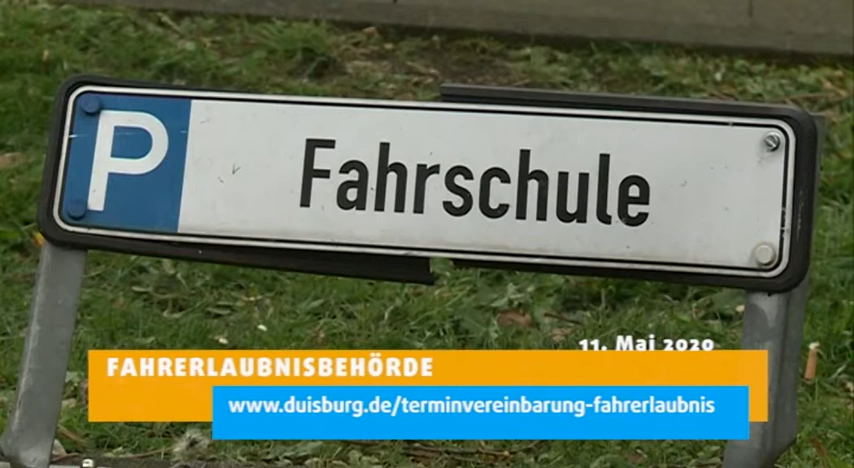 P Fahrschule
11. Mai 2020
FAHRERLAUBNISBEHÖRDE
www.duisburg.de/terminvereinbarung-fahrerlaubnis